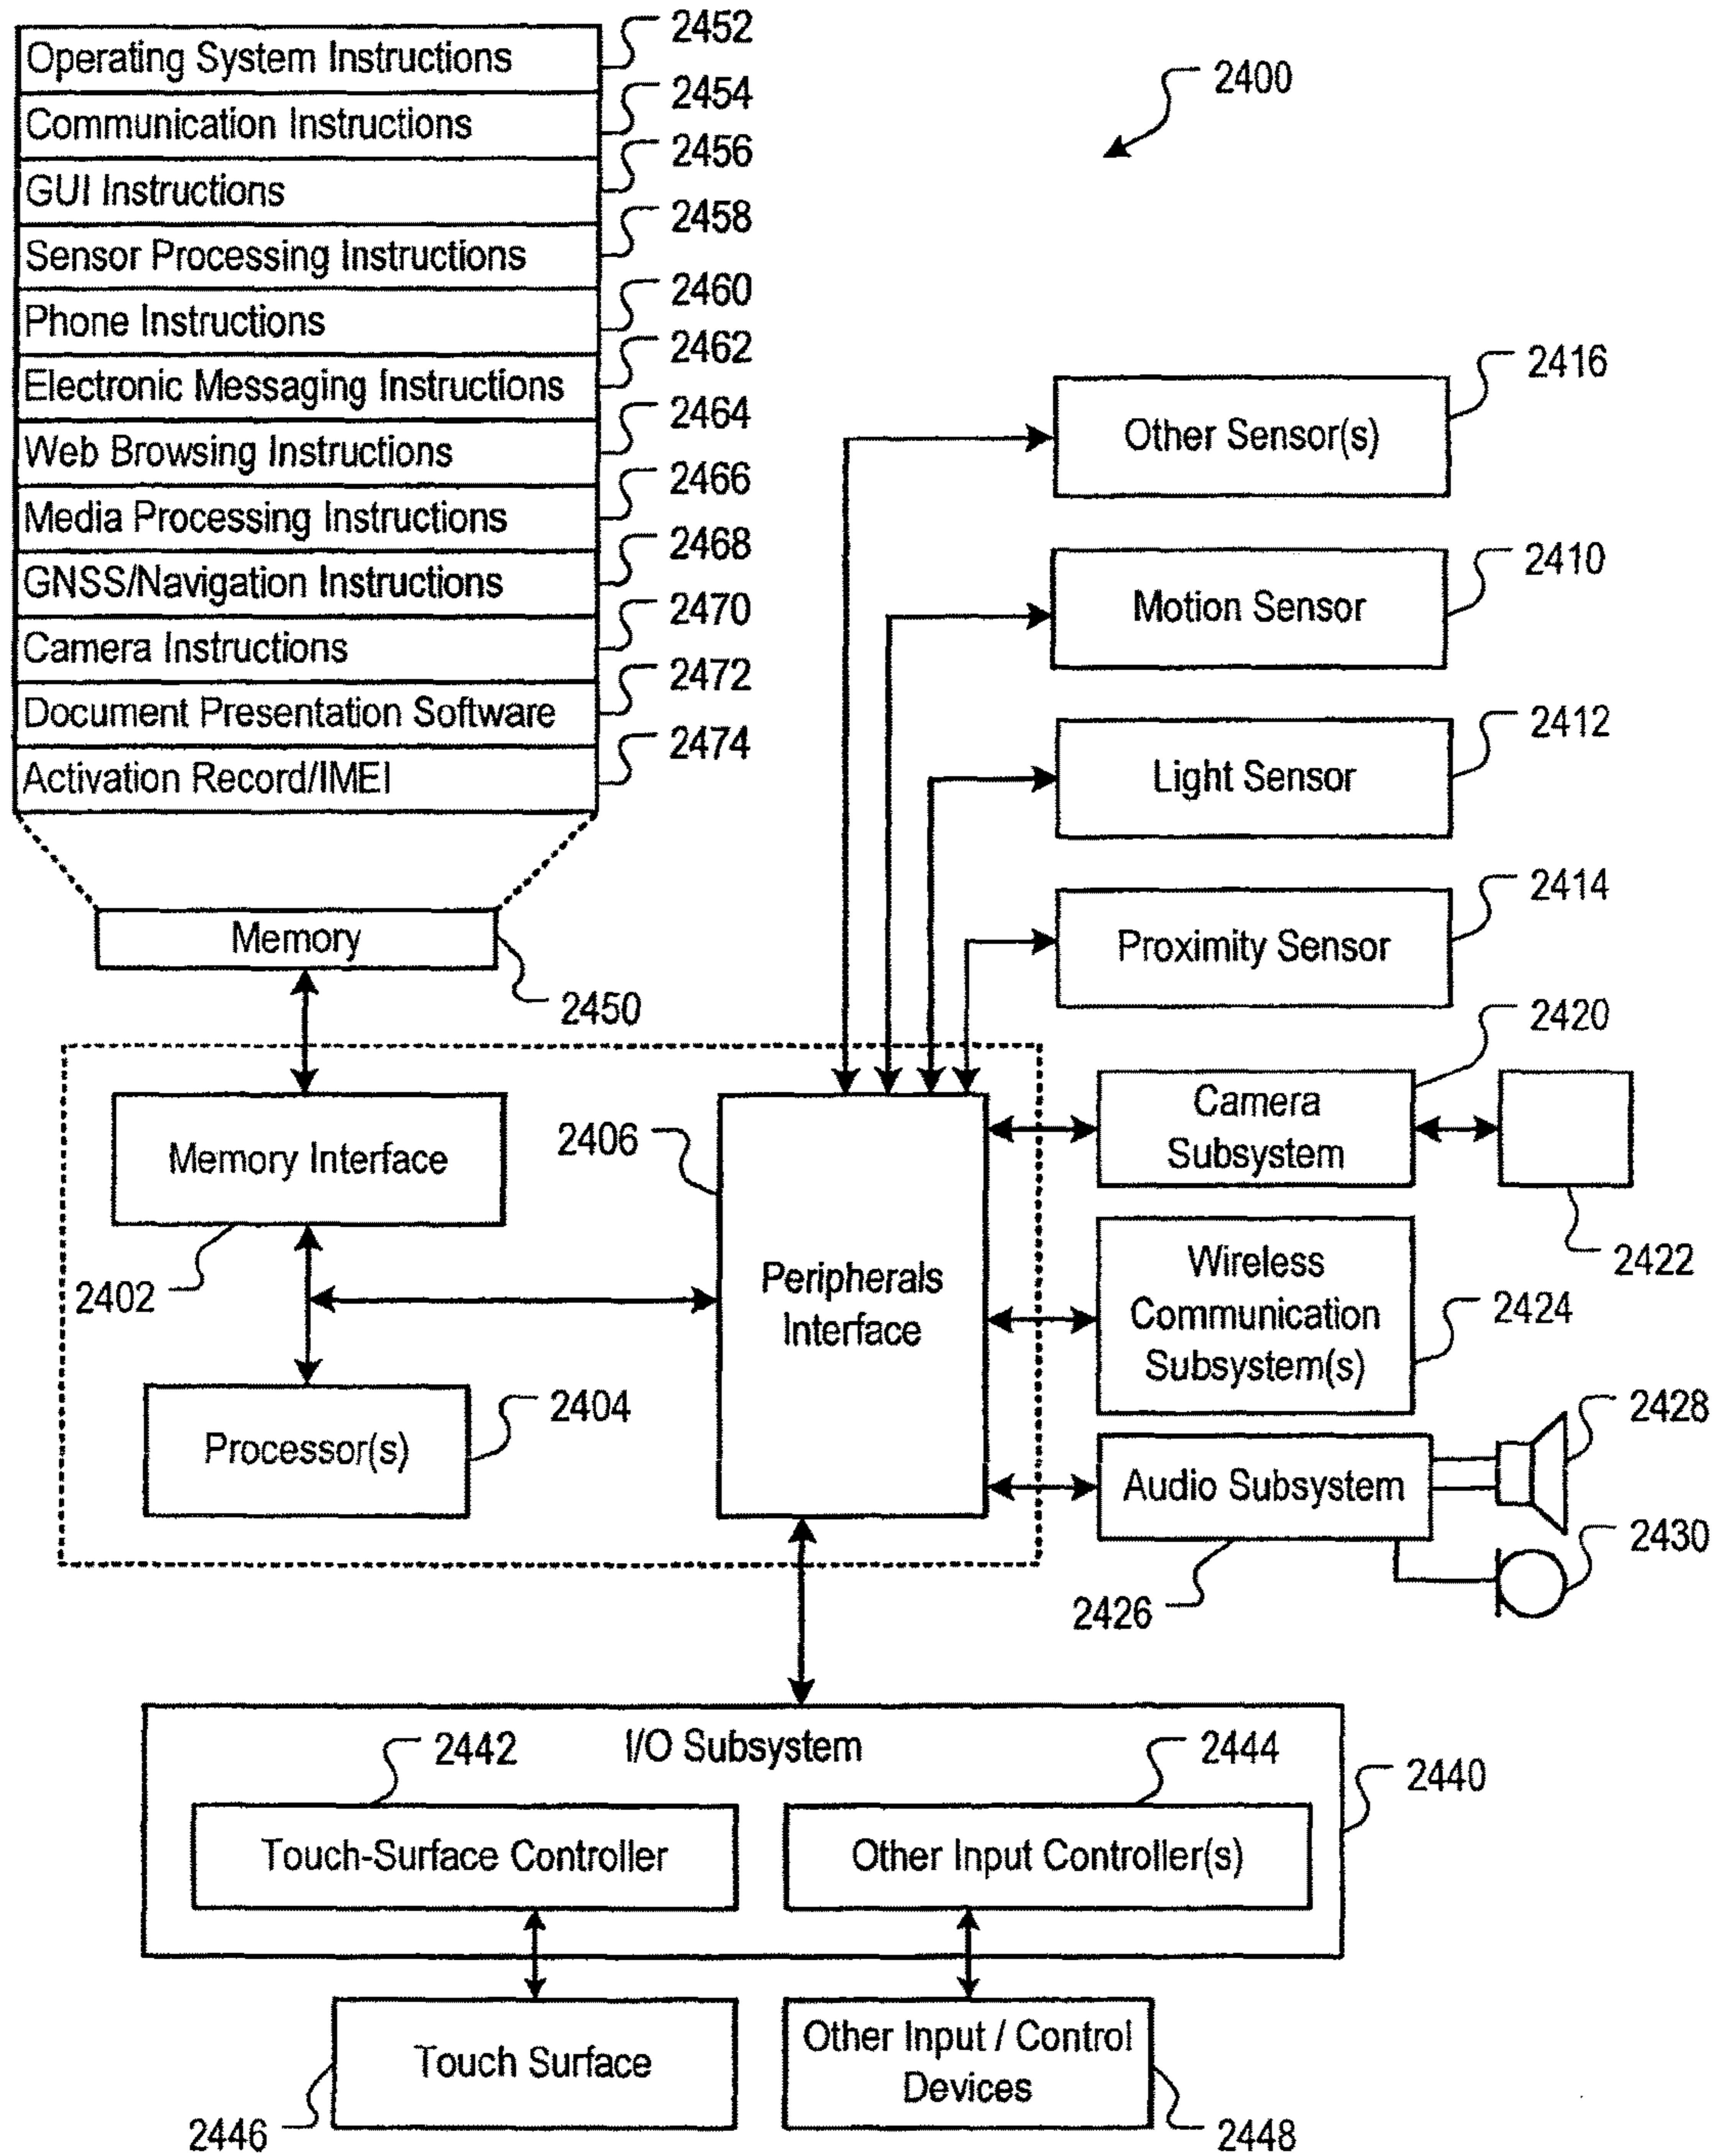 2452
Operating System Instructions
2454
Communication Instructions
2456
GUI Instructions
2458
Sensor Processing Instructions
2460
Phone Instructions
2462
Electronic Messaging Instructions
2464
Web Browsing Instructions
2466
Media Processing Instructions
2468
GNSS/Navigation Instructions
2470
Camera Instructions
2472
Document Presentation Software
2474
Activation Record/IMEI
2400
2416
Other Sensor(s)
2410
Motion Sensor
2412
Light Sensor
2414
Proximity Sensor
Memory
2450
2420
Camera
Subsystem
2422
Memory Interface
2402
2406
Peripherals
Interface
Wireless
Communication
Subsystem(s)
2424
Processor(s)
2404
Audio Subsystem
2428
2430
2426
I/O Subsystem
2442
2444
2440
Touch-Surface Controller
Other Input Controller(s)
Touch Surface
2446
Other Input / Control
Devices
2448